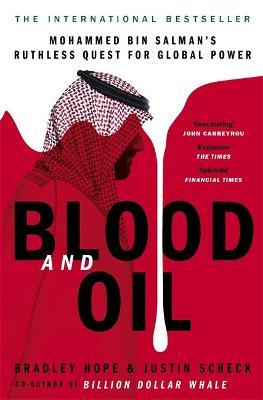 THE INTERNATIONAL BESTSELLER
MOHAMMED BIN SALMAN'S
RUTHLESS QUEST FOR GLOBAL POWER
'Fascinating'
JOHN CARREYROU
'Explosive'
THE TIMES
'Splendid'
FINANCIAL TIMES
BLOOD
AND
OIL
BRADLEY HOPE & JUSTIN SCHECK
CO-AUTHOR OF BILLION DOLLAR WHALE